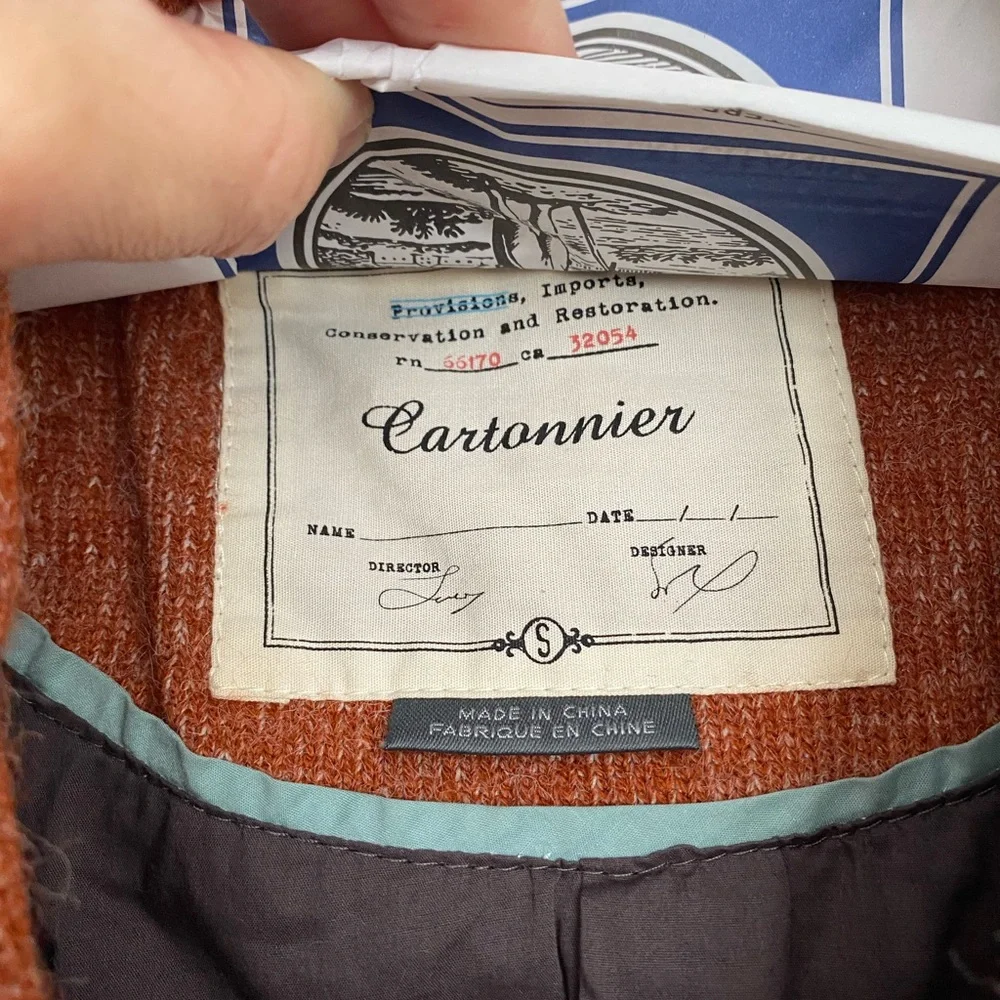 Provisions, Imports,
Conservation and Restoration.
rn 66170 ca 32054
Cartonnier
NAME DATE / /
DIRECTOR DESIGNER
S
MADE IN CHINA
FABRIQUÉ EN CHINE